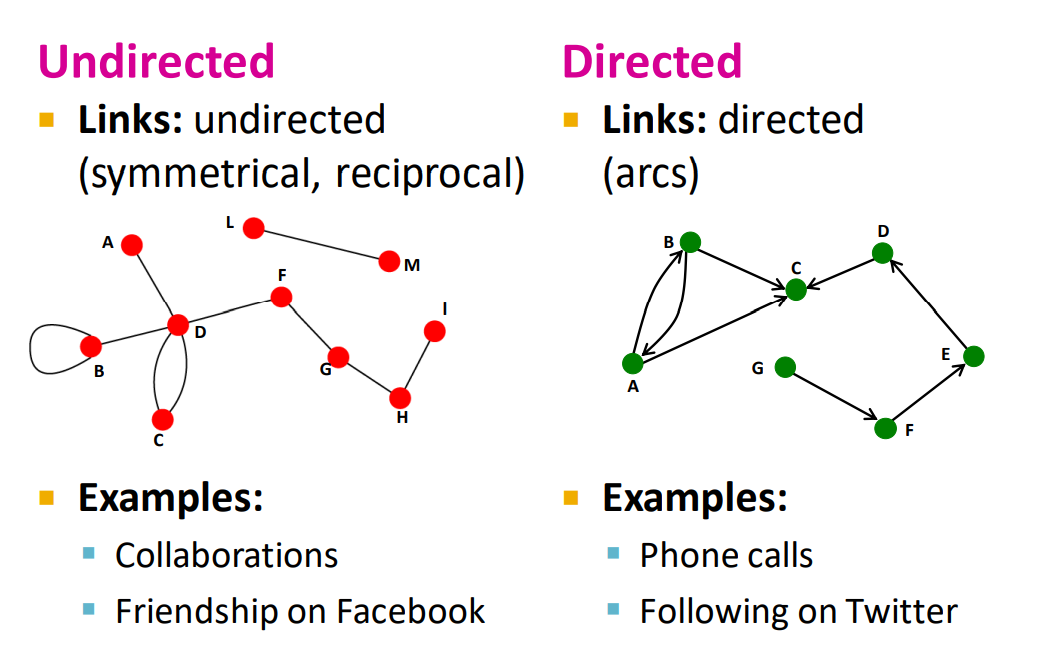 Undirected
Links: undirected
(symmetrical, reciprocal)
A
L
M
F
I
D
B
G
H
C
Examples:
Collaborations
Friendship on Facebook
Directed
Links: directed
(arcs)
B
D
C
E
G
A
F
Examples:
Phone calls
Following on Twitter